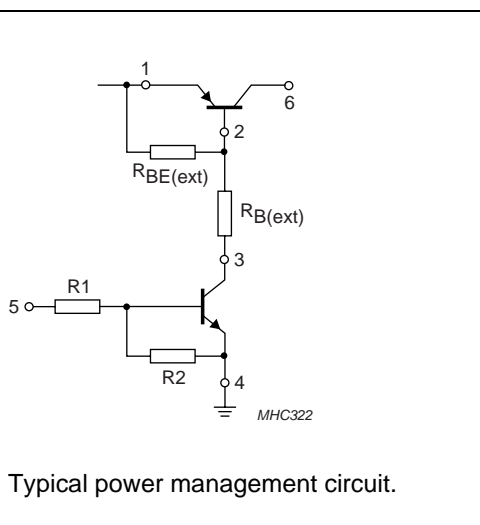 1
6
2
RBE(ext)
RB(ext)
3
R1
5
R2
4
MHC322
Typical power management circuit.